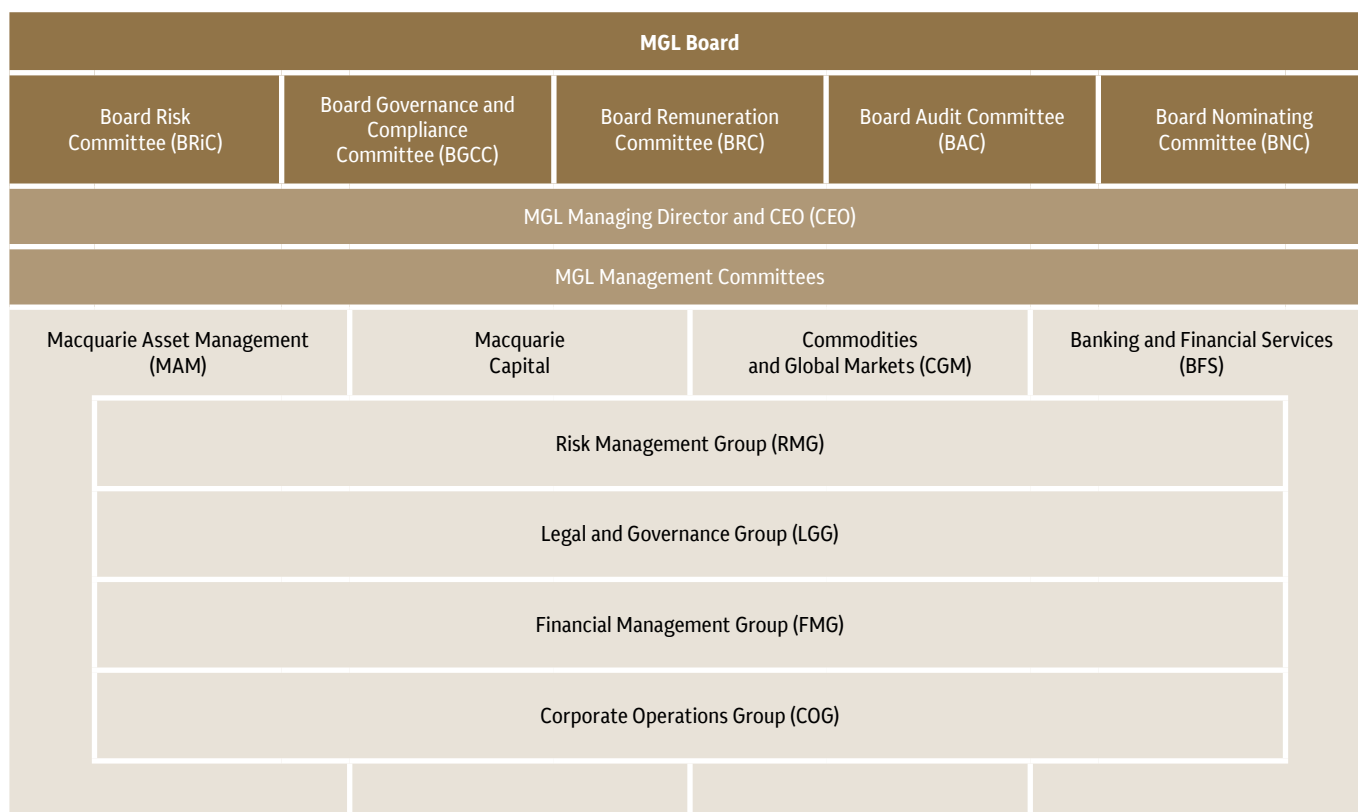 MGL Board
Board Risk
Committee (BRiC)
Board Governance and
Compliance
Committee (BGCC)
Board Remuneration
Committee (BRC)
Board Audit Committee
(BAC)
Board Nominating
Committee (BNC)
MGL Managing Director and CEO (CEO)
MGL Management Committees
Macquarie Asset Management
(MAM)
Macquarie
Capital
Commodities
and Global Markets (CGM)
Banking and Financial Services
(BFS)
Risk Management Group (RMG)
Legal and Governance Group (LGG)
Financial Management Group (FMG)
Corporate Operations Group (COG)